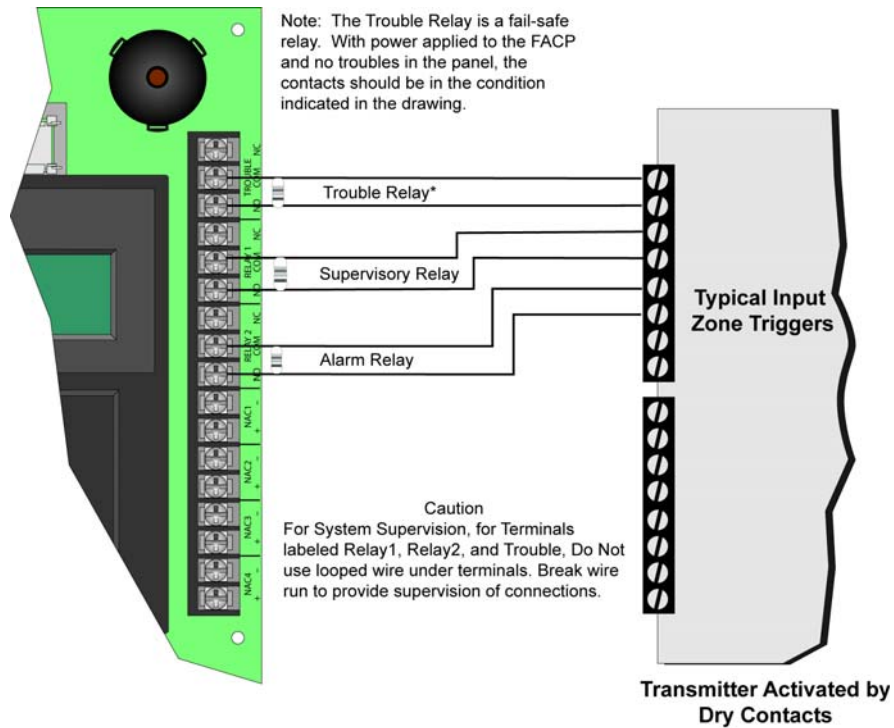 Note: The Trouble Relay is a fail-safe
relay. With power applied to the FACP
and no troubles in the panel, the
contacts should be in the condition
indicated in the drawing.
NC
COM
NO
TROUBLE
Trouble Relay*
NC
COM
NO
RELAY 1
Supervisory Relay
NC
COM
NO
RELAY 2
Alarm Relay
-
+
NAC1
-
+
NAC2
-
+
NAC3
-
+
NAC4
Typical Input
Zone Triggers
Caution
For System Supervision, for Terminals
labeled Relay1, Relay2, and Trouble, Do Not
use looped wire under terminals. Break wire
run to provide supervision of connections.
Transmitter Activated by
Dry Contacts